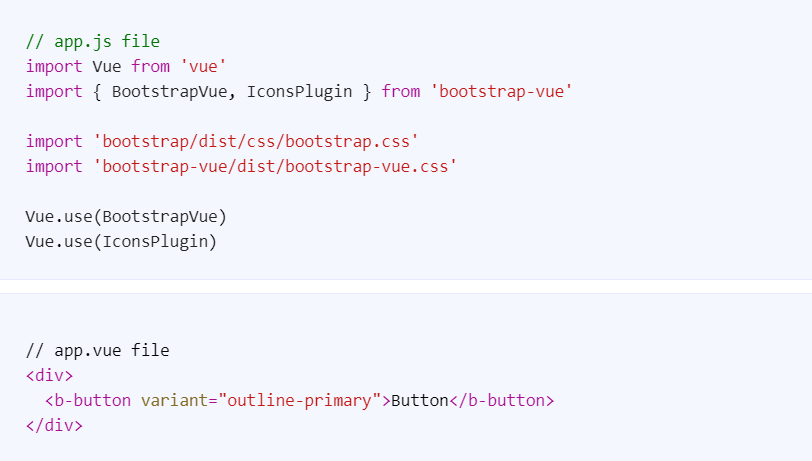 // app.js file
import Vue from 'vue'
import { BootstrapVue, IconsPlugin } from 'bootstrap-vue'
import 'bootstrap/dist/css/bootstrap.css'
import 'bootstrap-vue/dist/bootstrap-vue.css'
Vue.use(BootstrapVue)
Vue.use(IconsPlugin)
// app.vue file
<div>
  <b-button variant="outline-primary">Button</b-button>
</div>